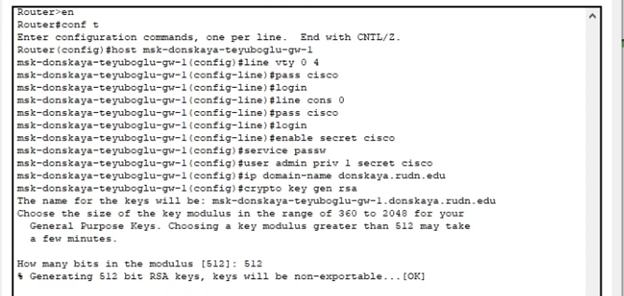 Router>en
Router#conf t
Enter configuration commands, one per line.  End with CNTL/Z.
Router(config)#host msk-donskaya-teyuboglu-gw-1
msk-donskaya-teyuboglu-gw-1(config)#line vty 0 4
msk-donskaya-teyuboglu-gw-1(config-line)#pass cisco
msk-donskaya-teyuboglu-gw-1(config-line)#login
msk-donskaya-teyuboglu-gw-1(config-line)#line cons 0
msk-donskaya-teyuboglu-gw-1(config-line)#pass cisco
msk-donskaya-teyuboglu-gw-1(config-line)#login
msk-donskaya-teyuboglu-gw-1(config-line)#enable secret cisco
msk-donskaya-teyuboglu-gw-1(config)#service passw
msk-donskaya-teyuboglu-gw-1(config)#user admin priv 1 secret cisco
msk-donskaya-teyuboglu-gw-1(config)#ip domain-name donskaya.rudn.edu
msk-donskaya-teyuboglu-gw-1(config)#crypto key gen rsa
The name for the keys will be: msk-donskaya-teyuboglu-gw-1.donskaya.rudn.edu
Choose the size of the key modulus in the range of 360 to 2048 for your
General Purpose Keys. Choosing a key modulus greater than 512 may take
a few minutes.
How many bits in the modulus [512]: 512
% Generating 512 bit RSA keys, keys will be non-exportable...[OK]